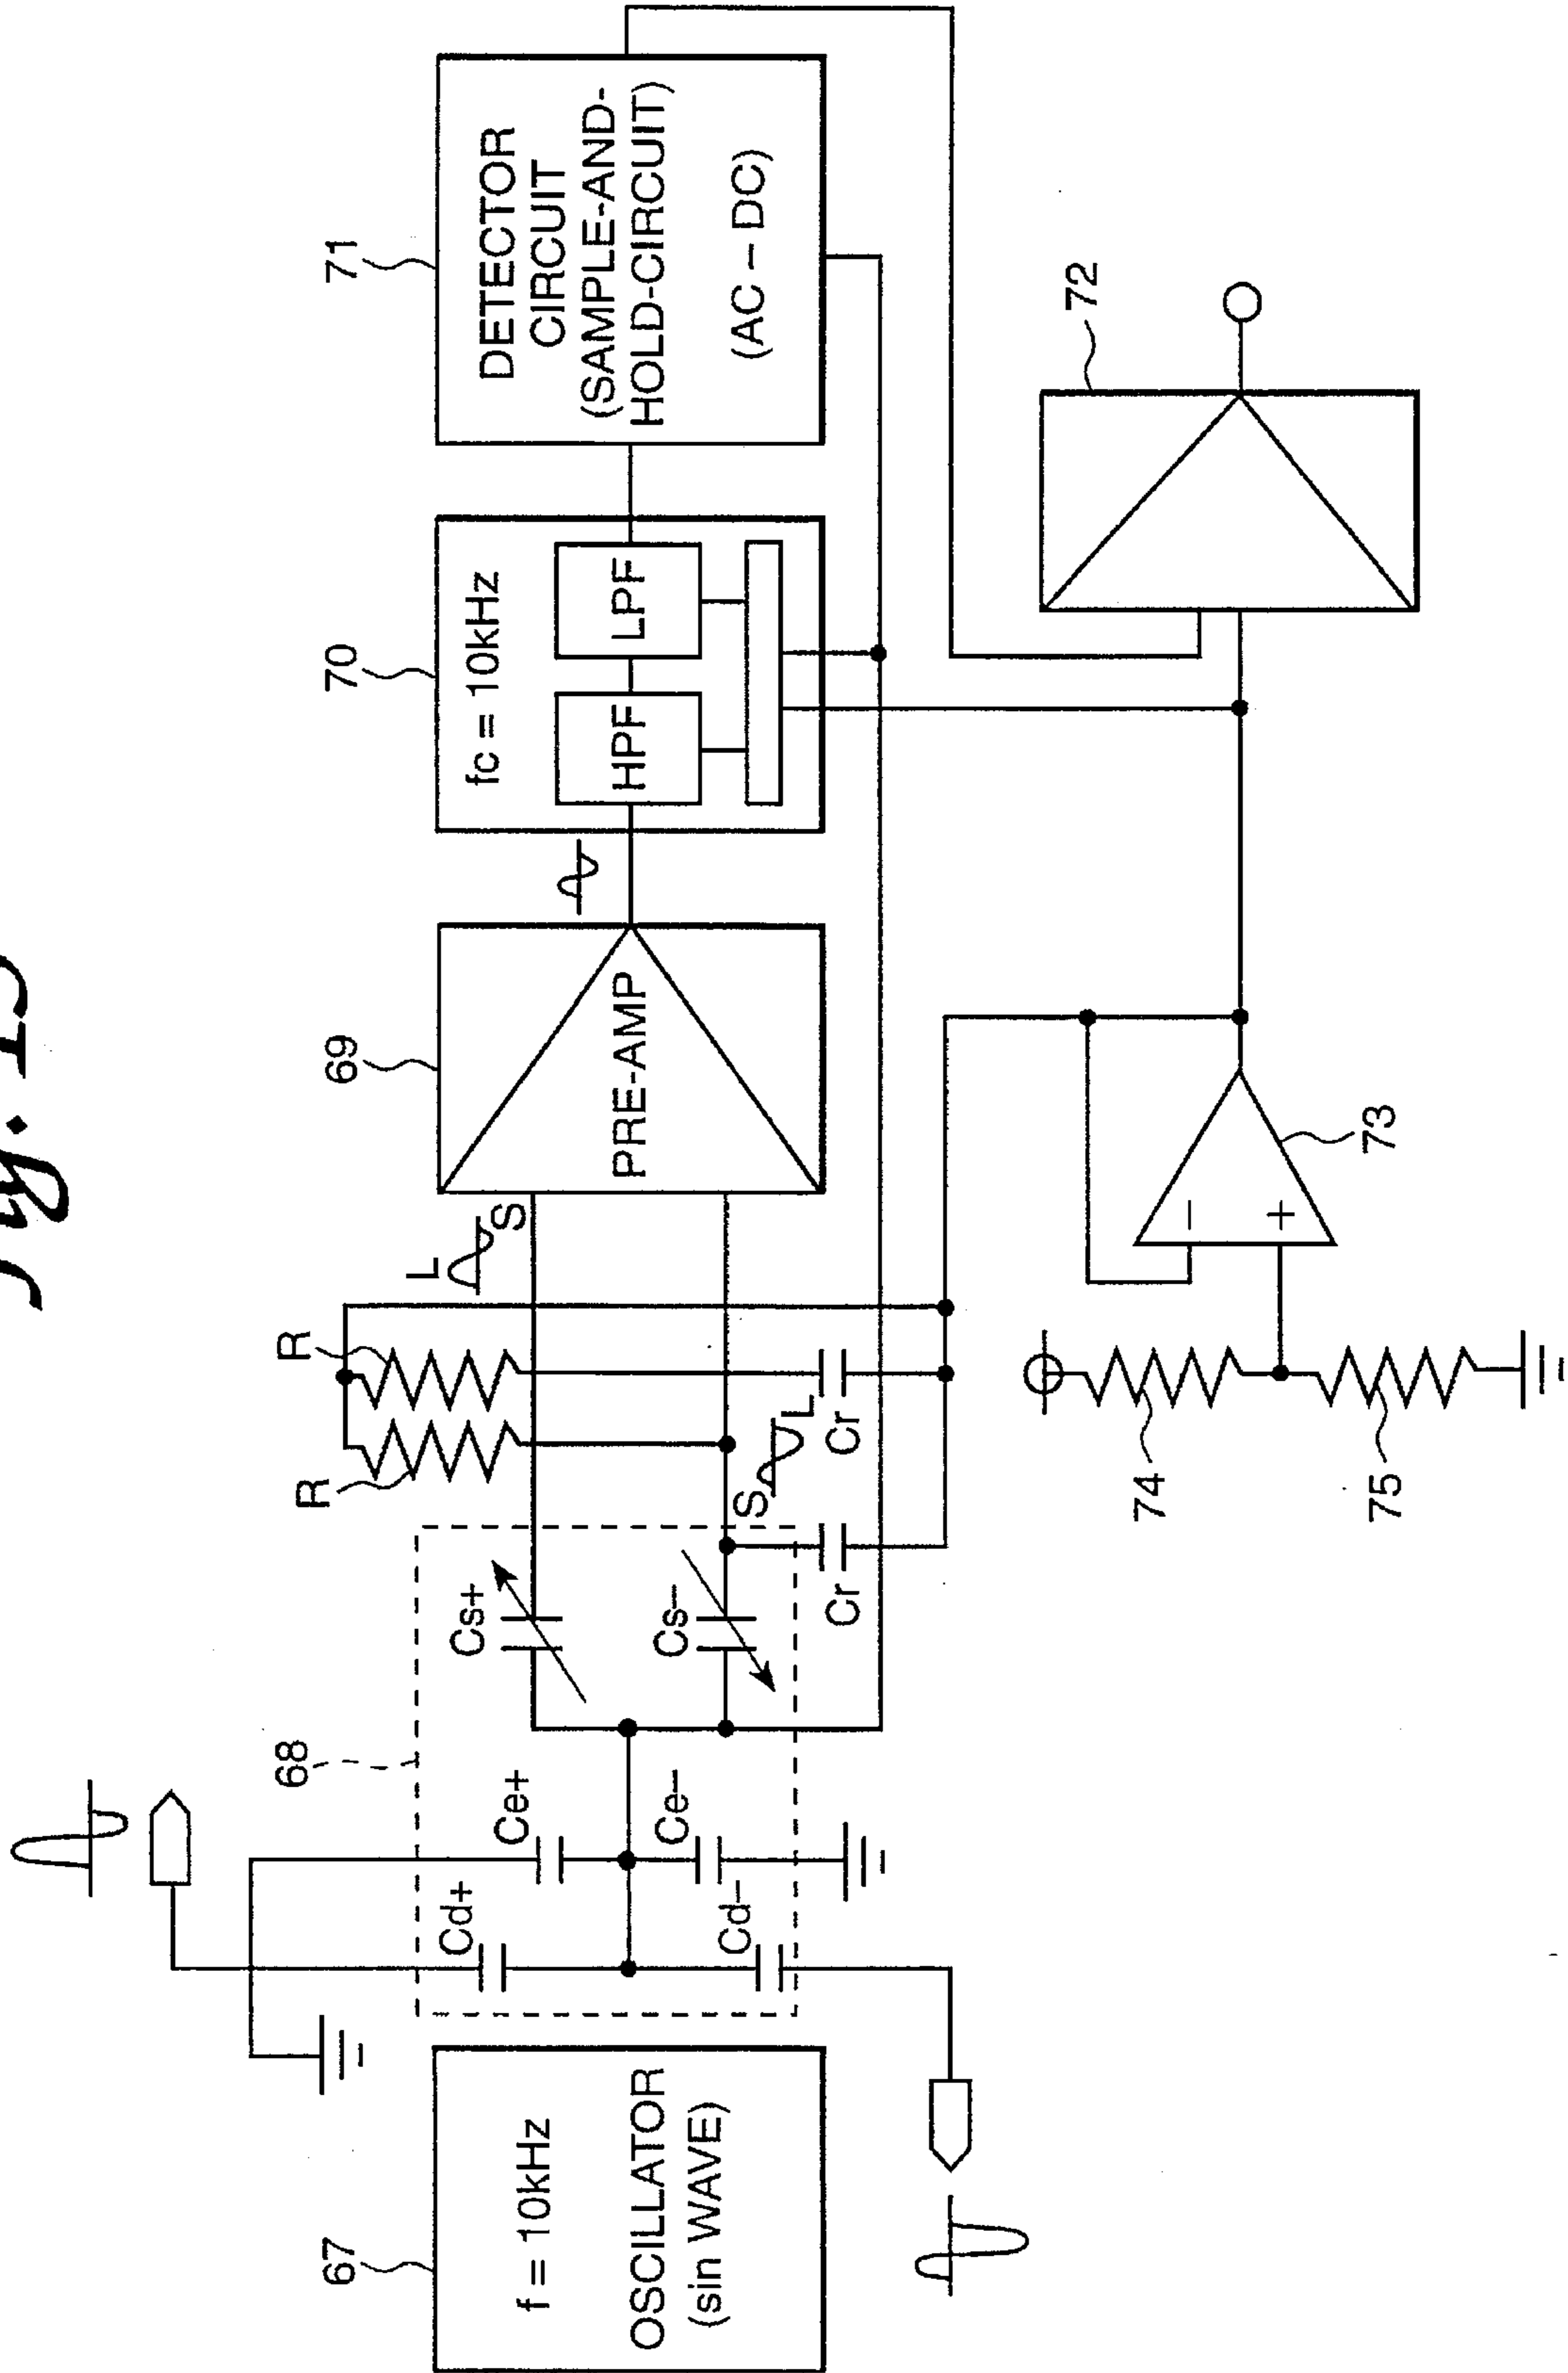 Fig.
67
f = 10kHz
OSCILLATOR
(sin WAVE)
68
Cd+
Ce+
Cd−
Ce−
Cs+
Cs−
Cr
Cr
R
R
S
L
L
S
69
PRE-AMP
70
fc = 10kHz
HPF
LPF
71
DETECTOR
CIRCUIT
(SAMPLE-AND-
HOLD-CIRCUIT)
(AC – DC)
72
74
75
−
+
73